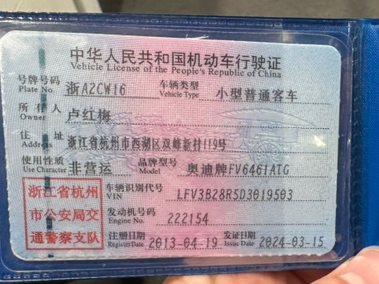 中华人民共和国机动车行驶证
Vehicle License of the People's Republic of China
号牌号码 浙A2CW16 车辆类型 小型普通客车
Plate No. Vehicle Type
所有人 卢红梅
Owner
住址 浙江省杭州市西湖区双峰新村119号
Address
使用性质 非营运 品牌型号 奥迪牌FV6461ATG
Use Character Model
浙江省杭州
市公安局交
通警察支队
车辆识别代号 LFV3B28R5D3019503
VIN
发动机号码 222154
Engine No.
注册日期 2013-04-19 发证日期 2024-03-15
Register Date Issue Date